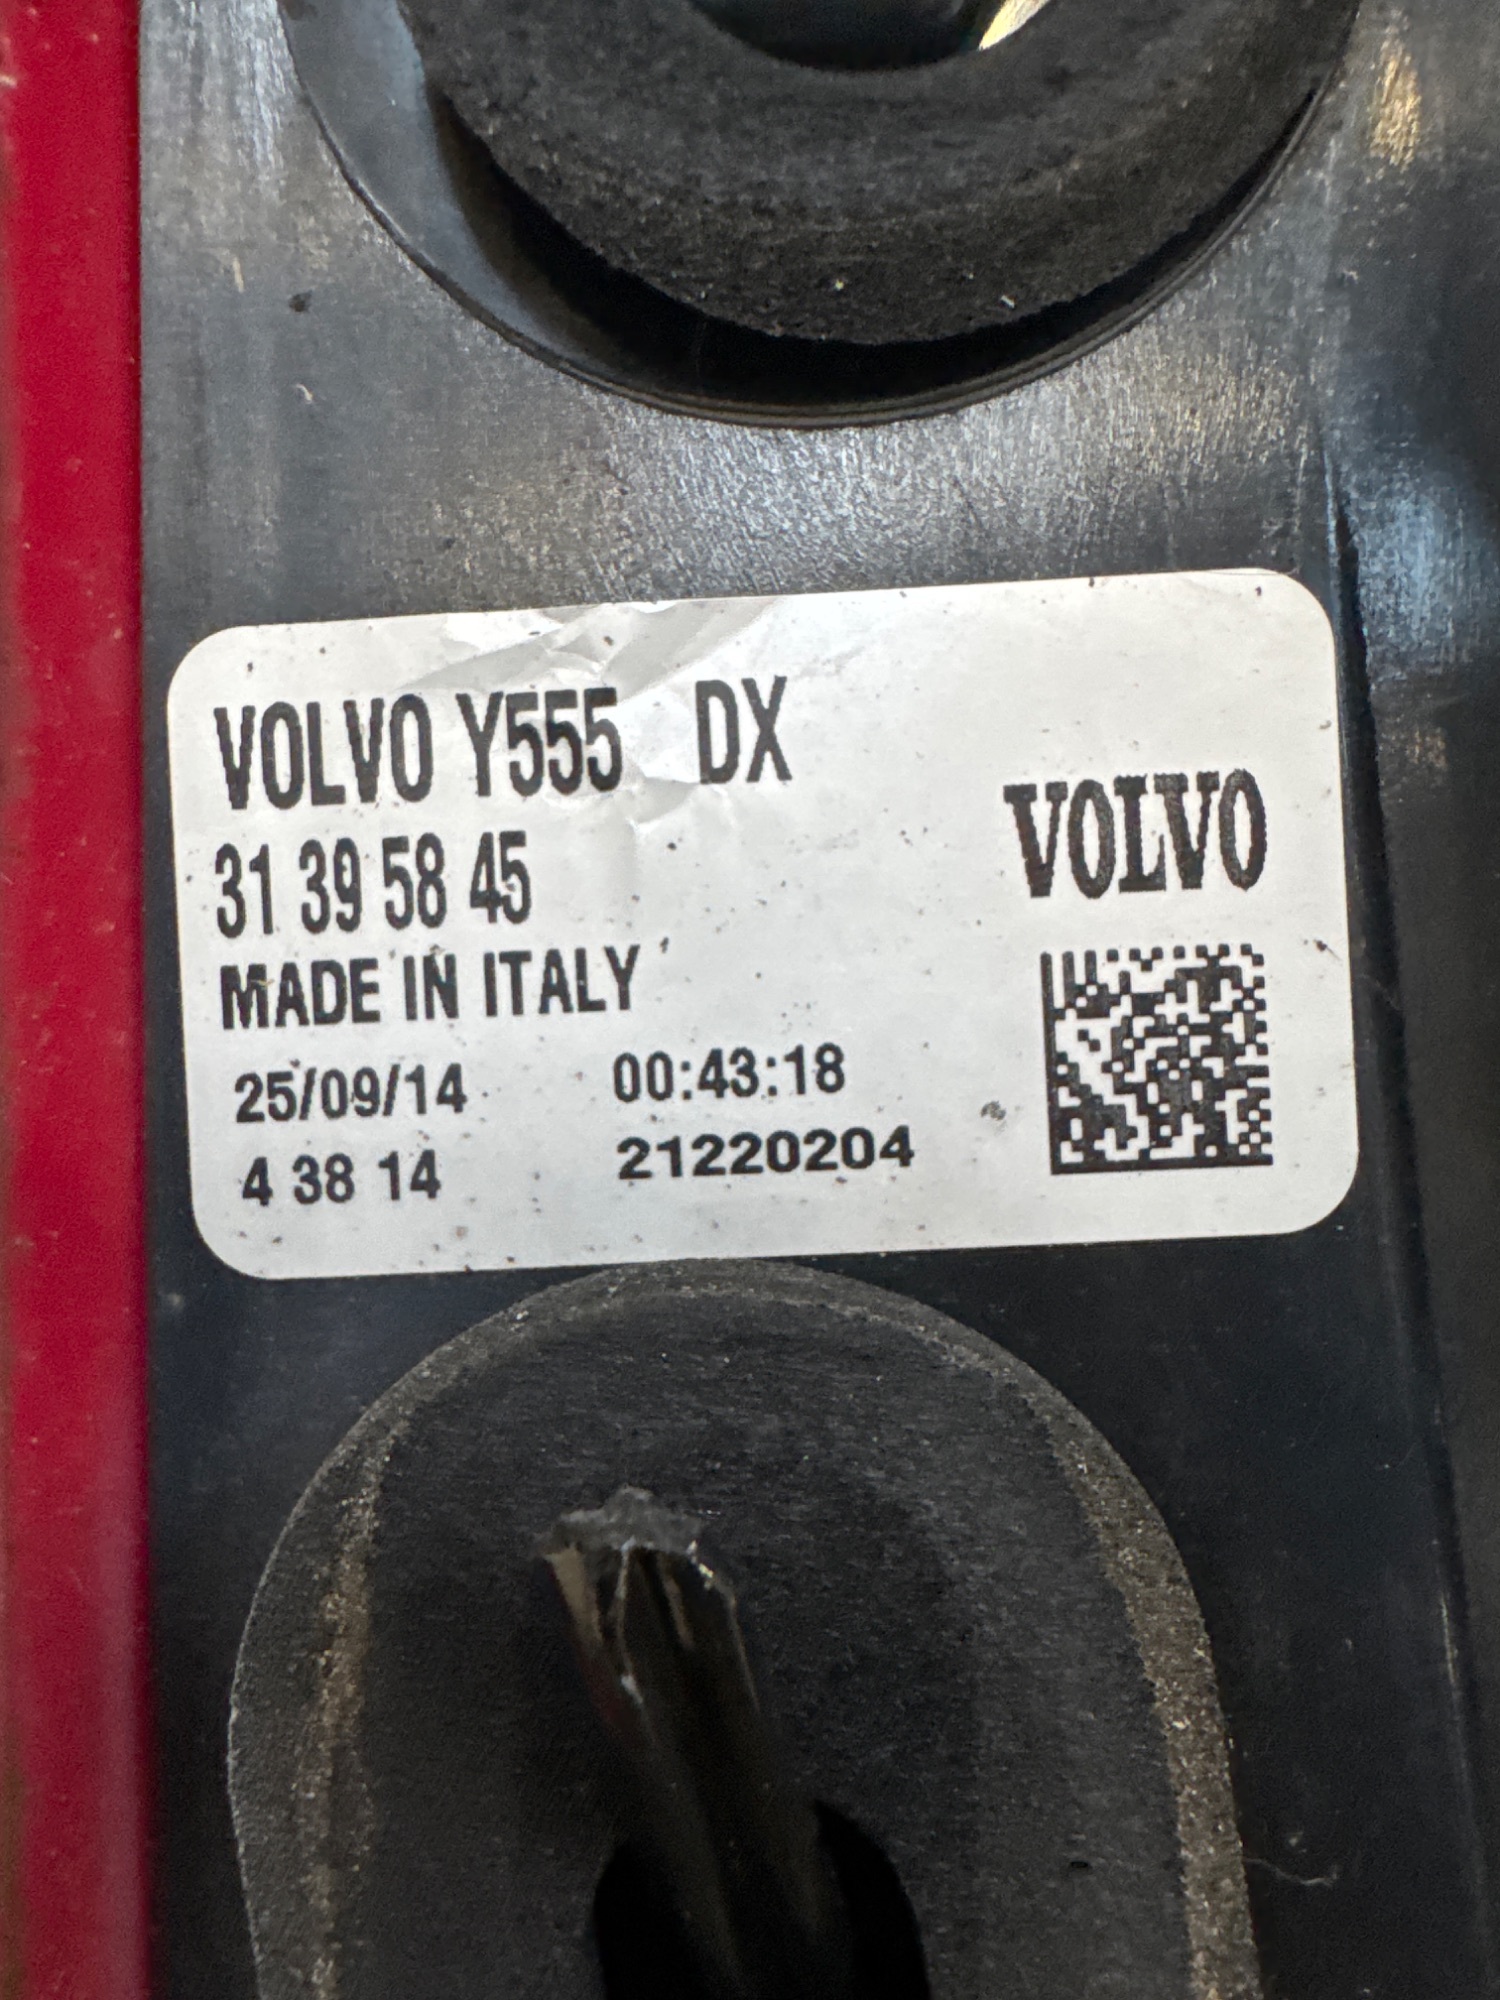 VOLVO Y555 DX
31 39 58 45
VOLVO
MADE IN ITALY
25/09/14 00:43:18
4 38 14 21220204